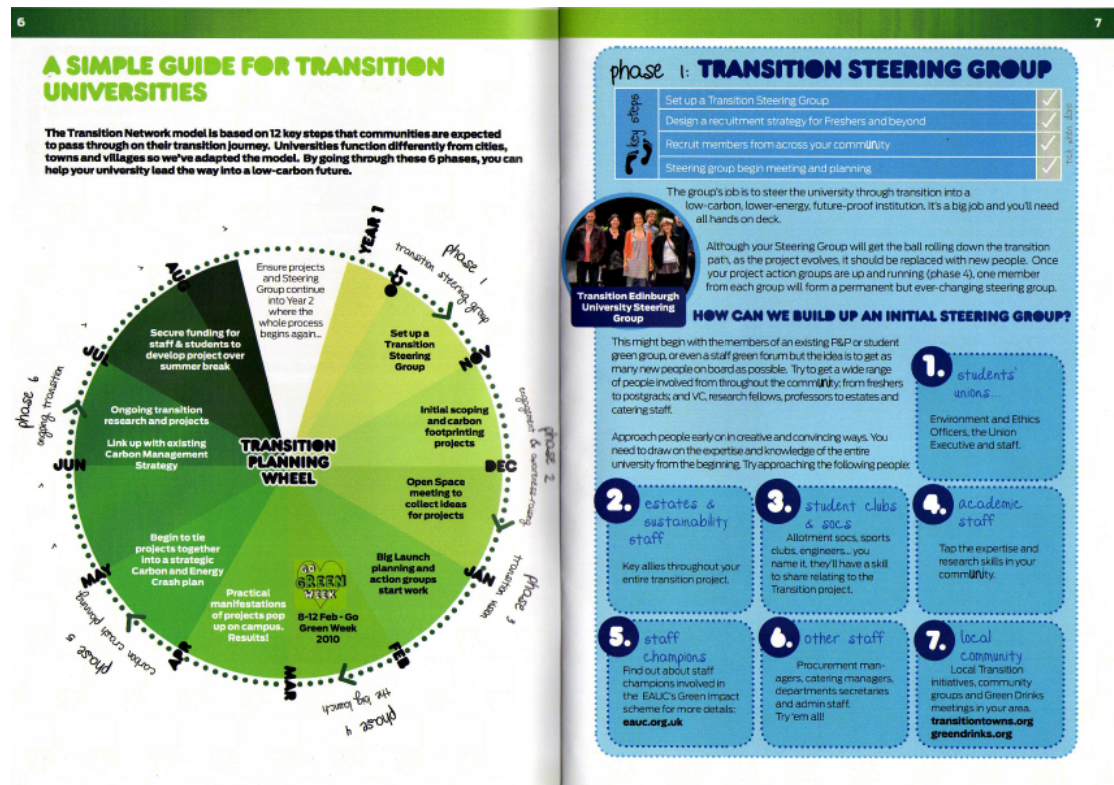 6
A SIMPLE GUIDE FOR TRANSITION
UNIVERSITIES
The Transition Network model is based on 12 key steps that communities are expected
to pass through on their transition journey. Universities function differently from cities,
towns and villages so we've adapted the model. By going through these 6 phases, you can
help your university lead the way into a low-carbon future.
YEAR 1
OCT
phase 1
transition steering group
NOV
engagement & awareness-raising
phase 2
DEC
JAN
transition week
phase 3
FEB
the big launch
phase 4
MAR
APR
carbon crash planning
phase 5
MAY
JUN
phase 6
ongoing transition
JUL
AUG
Ensure projects
and Steering
Group continue
into Year 2
where the
whole process
begins again...
Set up a
Transition
Steering
Group
Initial scoping
and carbon
footprinting
projects
Open Space
meeting to
collect ideas
for projects
Big Launch
planning and
action groups
start work
GO
GREEN
WEEK
8-12 Feb - Go
Green Week
2010
Practical
manifestations
of projects pop
up on campus.
Results!
Begin to tie
projects together
into a strategic
Carbon and Energy
Crash plan
Ongoing transition
research and projects
Link up with existing
Carbon Management
Strategy
Secure funding for
staff & students to
develop project over
summer break
TRANSITION
PLANNING
WHEEL
7
phase 1: TRANSITION STEERING GROUP
key steps
Set up a Transition Steering Group
Design a recruitment strategy for Freshers and beyond
Recruit members from across your commUNity
Steering group begin meeting and planning
tick when done
The group's job is to steer the university through transition into a
low-carbon, lower-energy, future-proof institution. It's a big job and you'll need
all hands on deck.
Although your Steering Group will get the ball rolling down the transition
path, as the project evolves, it should be replaced with new people. Once
your project action groups are up and running (phase 4), one member
from each group will form a permanent but ever-changing steering group.
Transition Edinburgh
University Steering
Group
HOW CAN WE BUILD UP AN INITIAL STEERING GROUP?
This might begin with the members of an existing P&P or student
green group, or even a staff green forum but the idea is to get as
many new people on board as possible. Try to get a wide range
of people involved from throughout the commUNity; from freshers
to postgrads; and VC, research fellows, professors to estates and
catering staff.
Approach people early on in creative and convincing ways. You
need to draw on the expertise and knowledge of the entire
university from the beginning. Try approaching the following people:
1. students'
unions...
Environment and Ethics
Officers, the Union
Executive and staff.
2. estates &
sustainability
staff
Key allies throughout your
entire transition project.
3. student clubs
& socs
Allotment socs, sports
clubs, engineers... you
name it, they'll have a skill
to share relating to the
Transition project.
4. academic
staff
Tap the expertise and
research skills in your
commUNity.
5. staff
champions
Find out about staff
champions involved in
the EAUC's Green Impact
scheme for more details:
eauc.org.uk
6. other staff
Procurement man-
agers, catering managers,
departments secretaries
and admin staff.
Try 'em all!
7. local
community
Local Transition
initiatives, community
groups and Green Drinks
meetings in your area.
transitiontowns.org
greendrinks.org